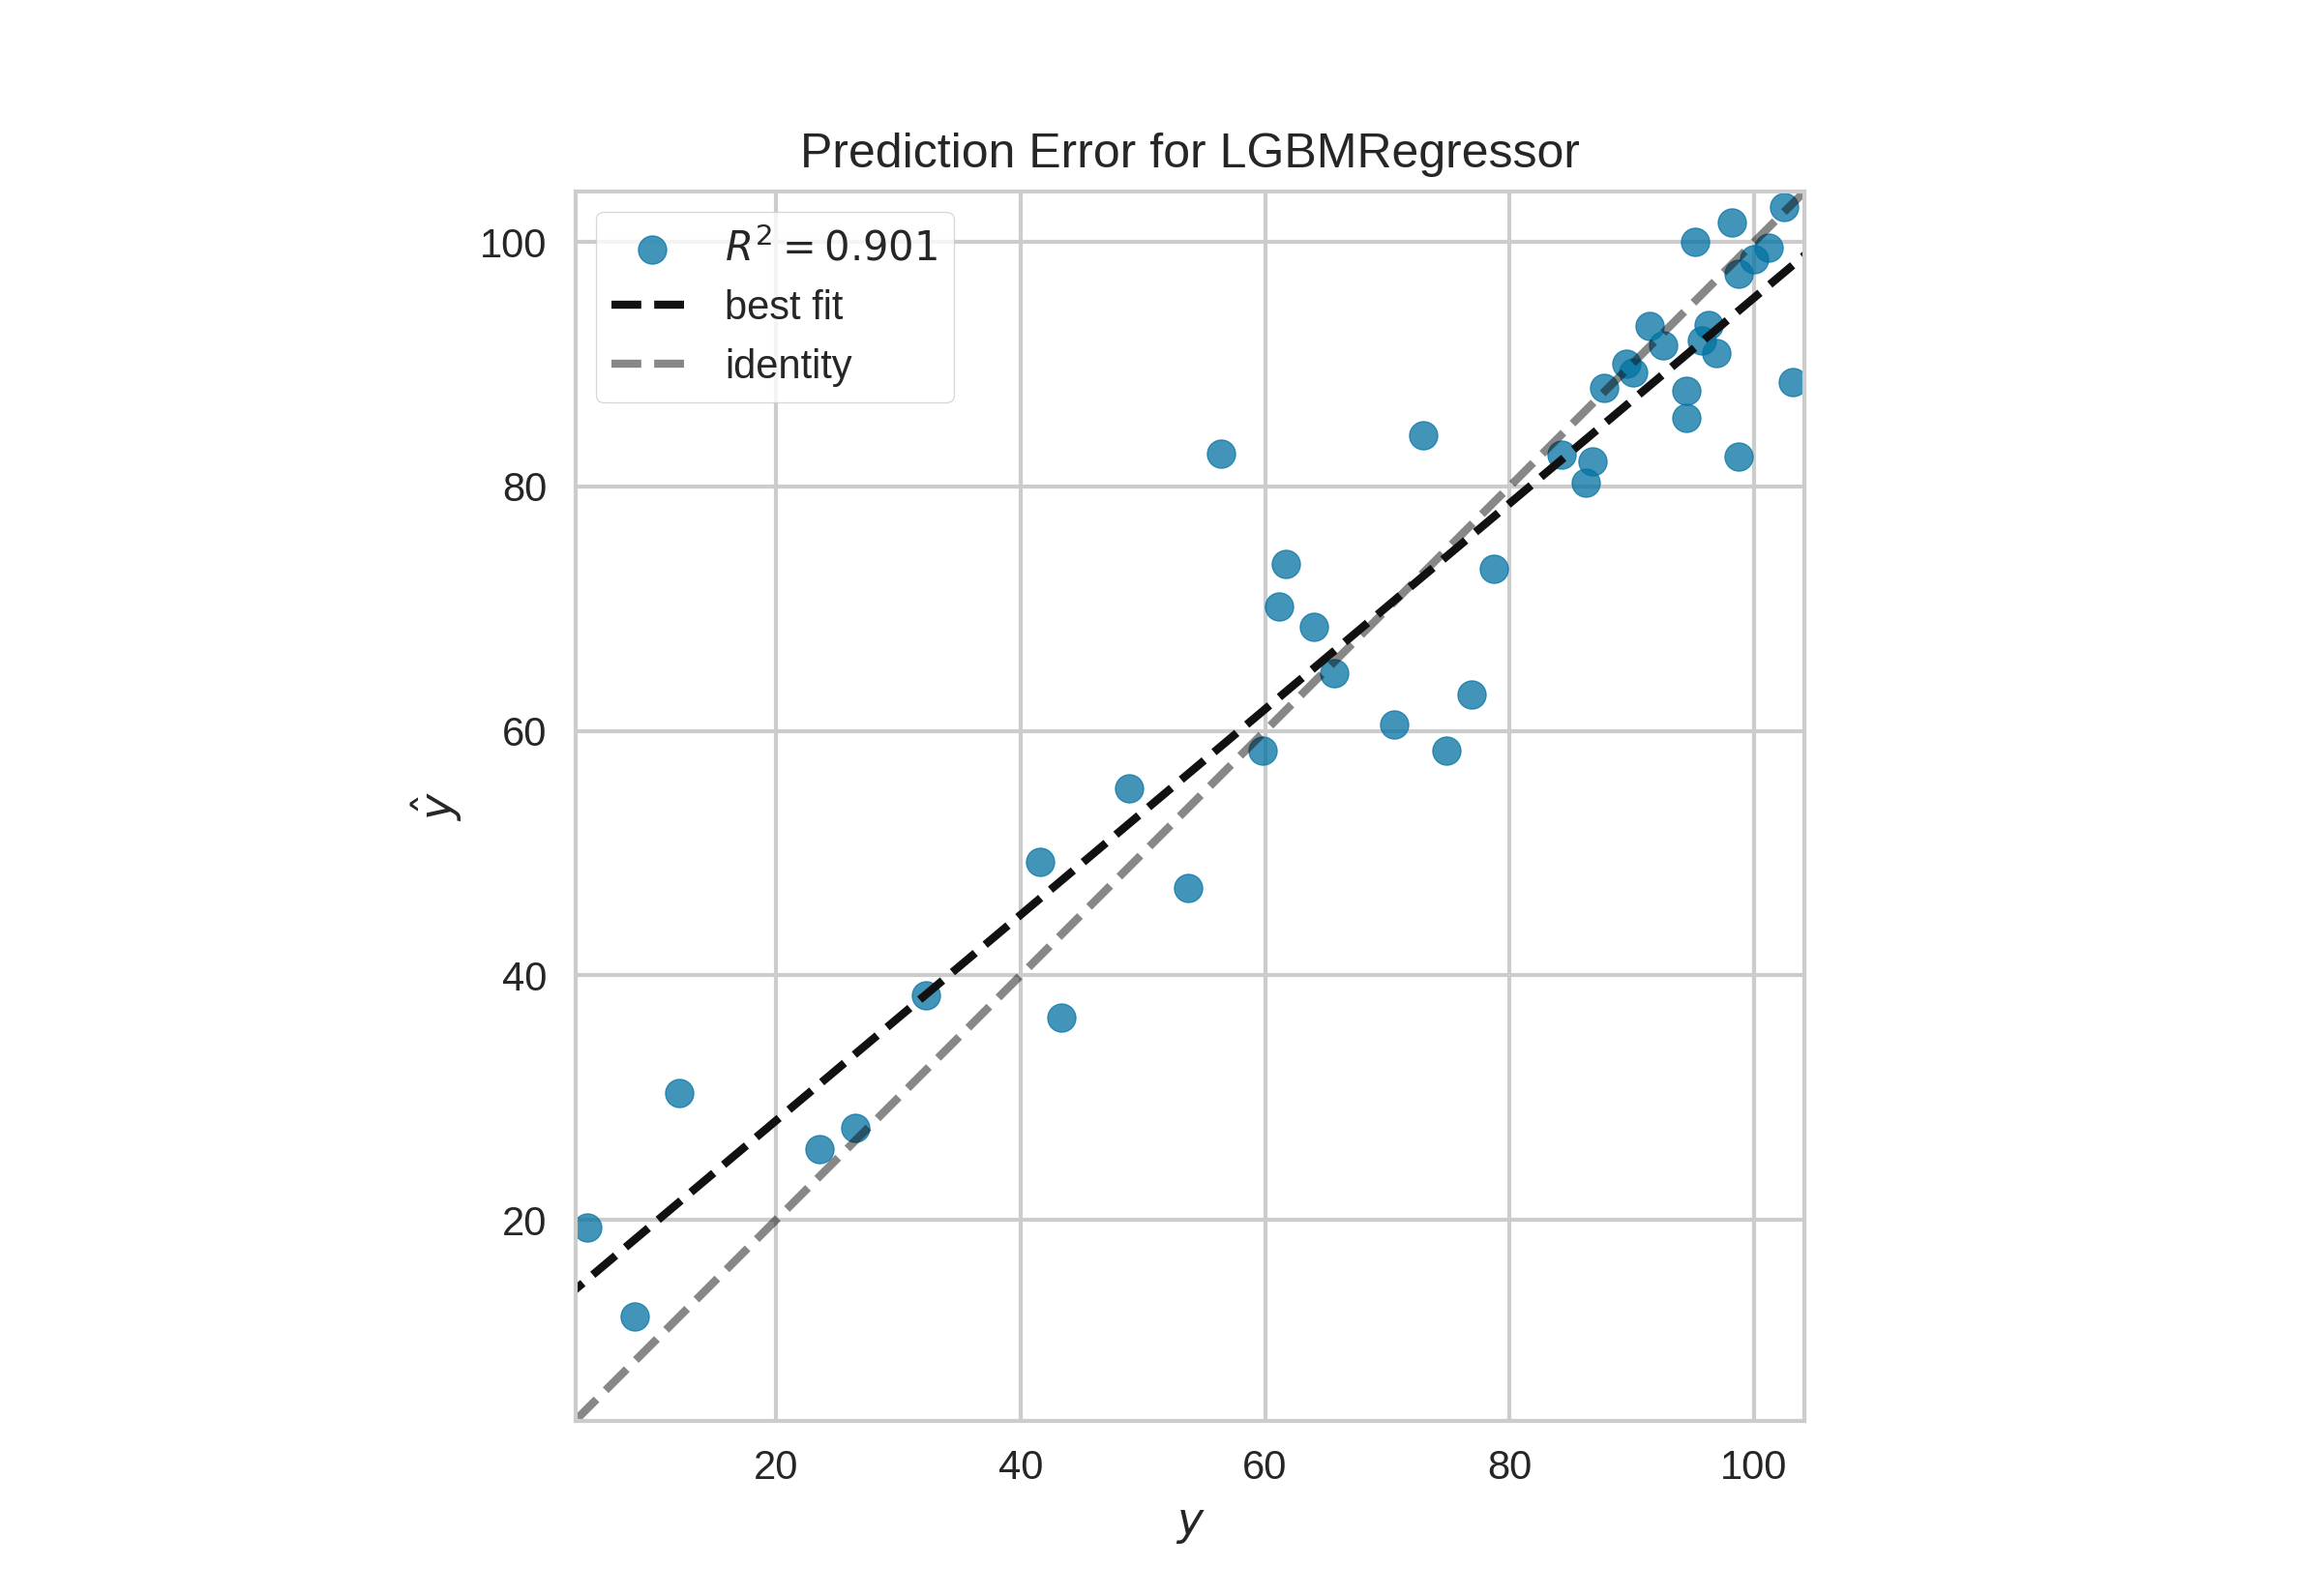 Prediction Error for LGBMRegressor
R² = 0.901
best fit
identity
100
80
60
40
20
ŷ
20 40 60 80 100
y